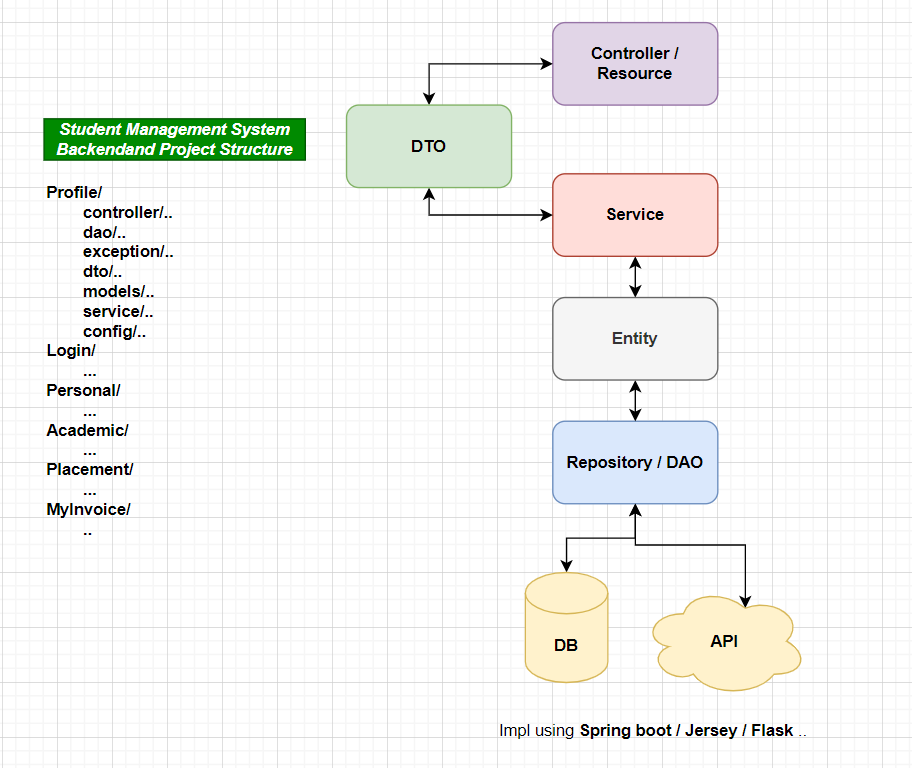 Controller /
Resource
DTO
Student Management System
Backendand Project Structure
Service
Profile/
controller/..
dao/..
exception/..
dto/..
models/..
service/..
config/..
Login/
...
Personal/
...
Academic/
...
Placement/
...
MyInvoice/
..
Entity
Repository / DAO
DB
API
Impl using Spring boot / Jersey / Flask ..